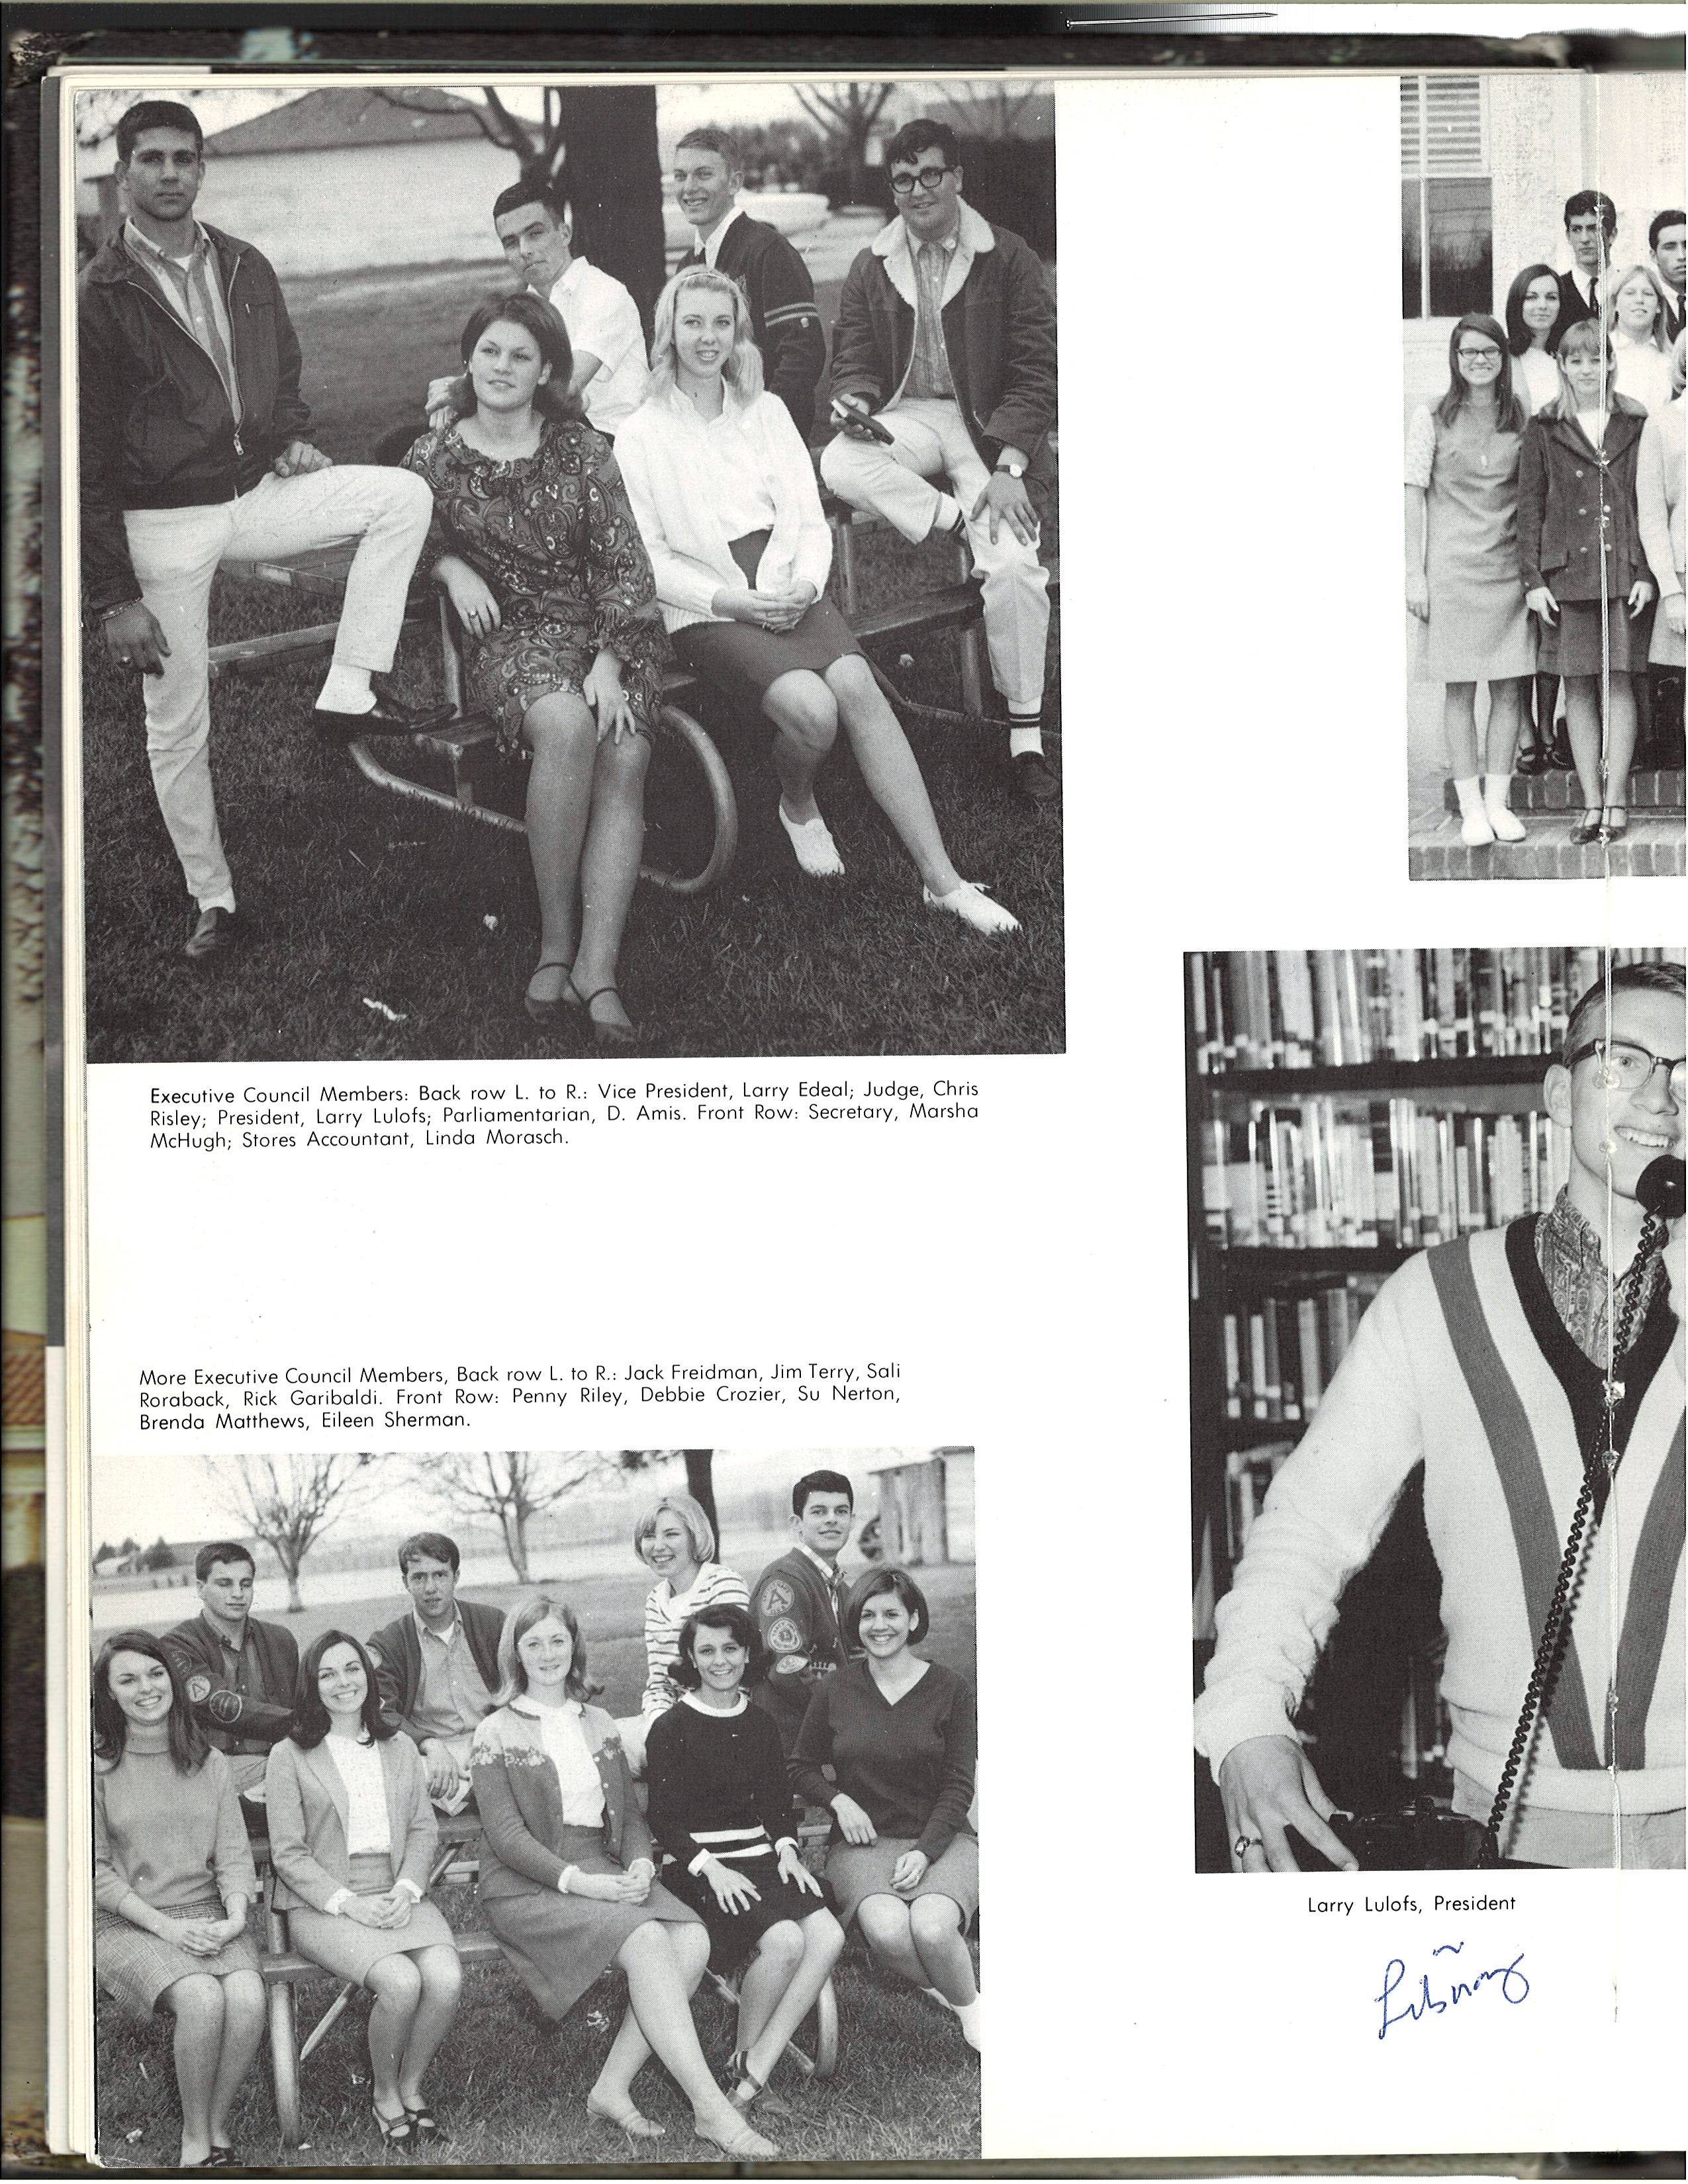 Executive Council Members: Back row L. to R.: Vice President, Larry Edeal; Judge, Chris
Risley; President, Larry Lulofs; Parliamentarian, D. Amis. Front Row: Secretary, Marsha
McHugh; Stores Accountant, Linda Morasch.
More Executive Council Members, Back row L. to R.: Jack Freidman, Jim Terry, Sali
Roraback, Rick Garibaldi. Front Row: Penny Riley, Debbie Crozier, Su Nerton,
Brenda Matthews, Eileen Sherman.
A
A
Larry Lulofs, President
Library